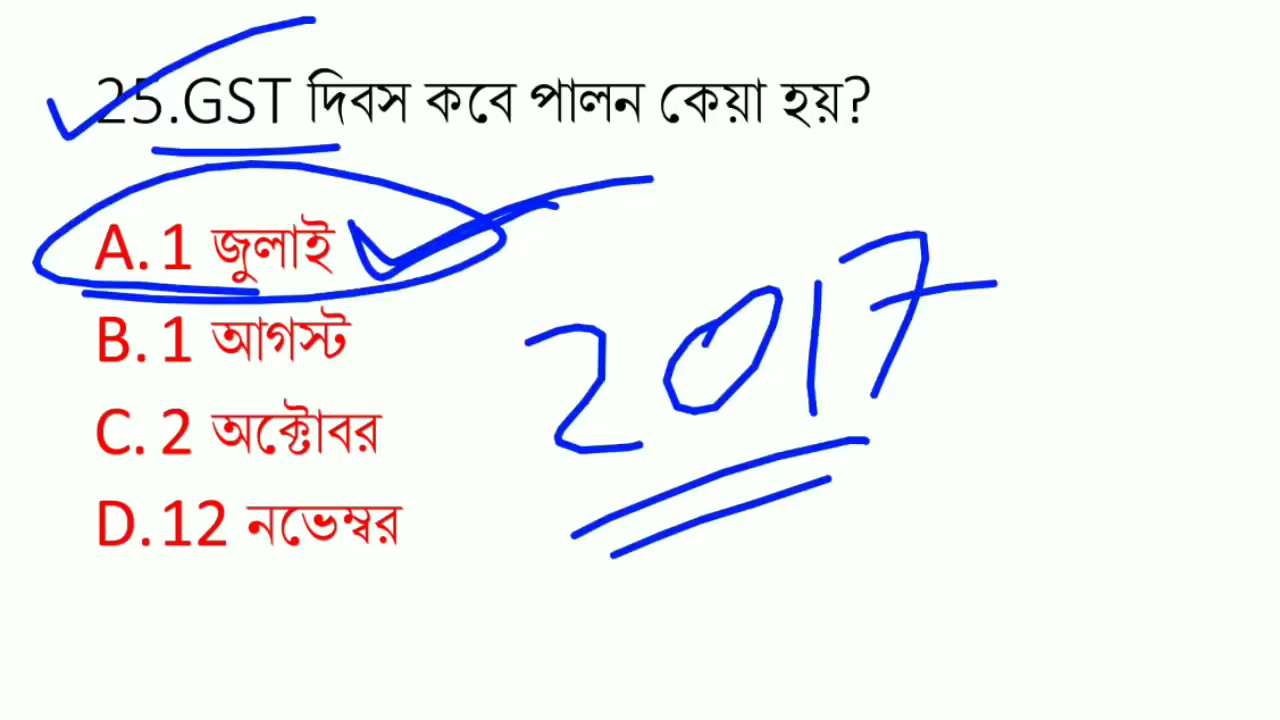 25.GST দিবস কবে পালন কেয়া হয়?
A. 1 জুলাই
B. 1 আগস্ট
C. 2 অক্টোবর
D. 12 নভেম্বর
2017